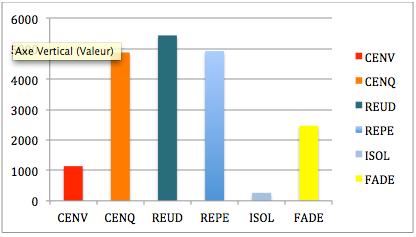 6000
Axe Vertical (Valeur)
4000
3000
2000
1000
0
CENV CENQ REUD REPE ISOL FADE
CENV
CENQ
REUD
REPE
ISOL
FADE